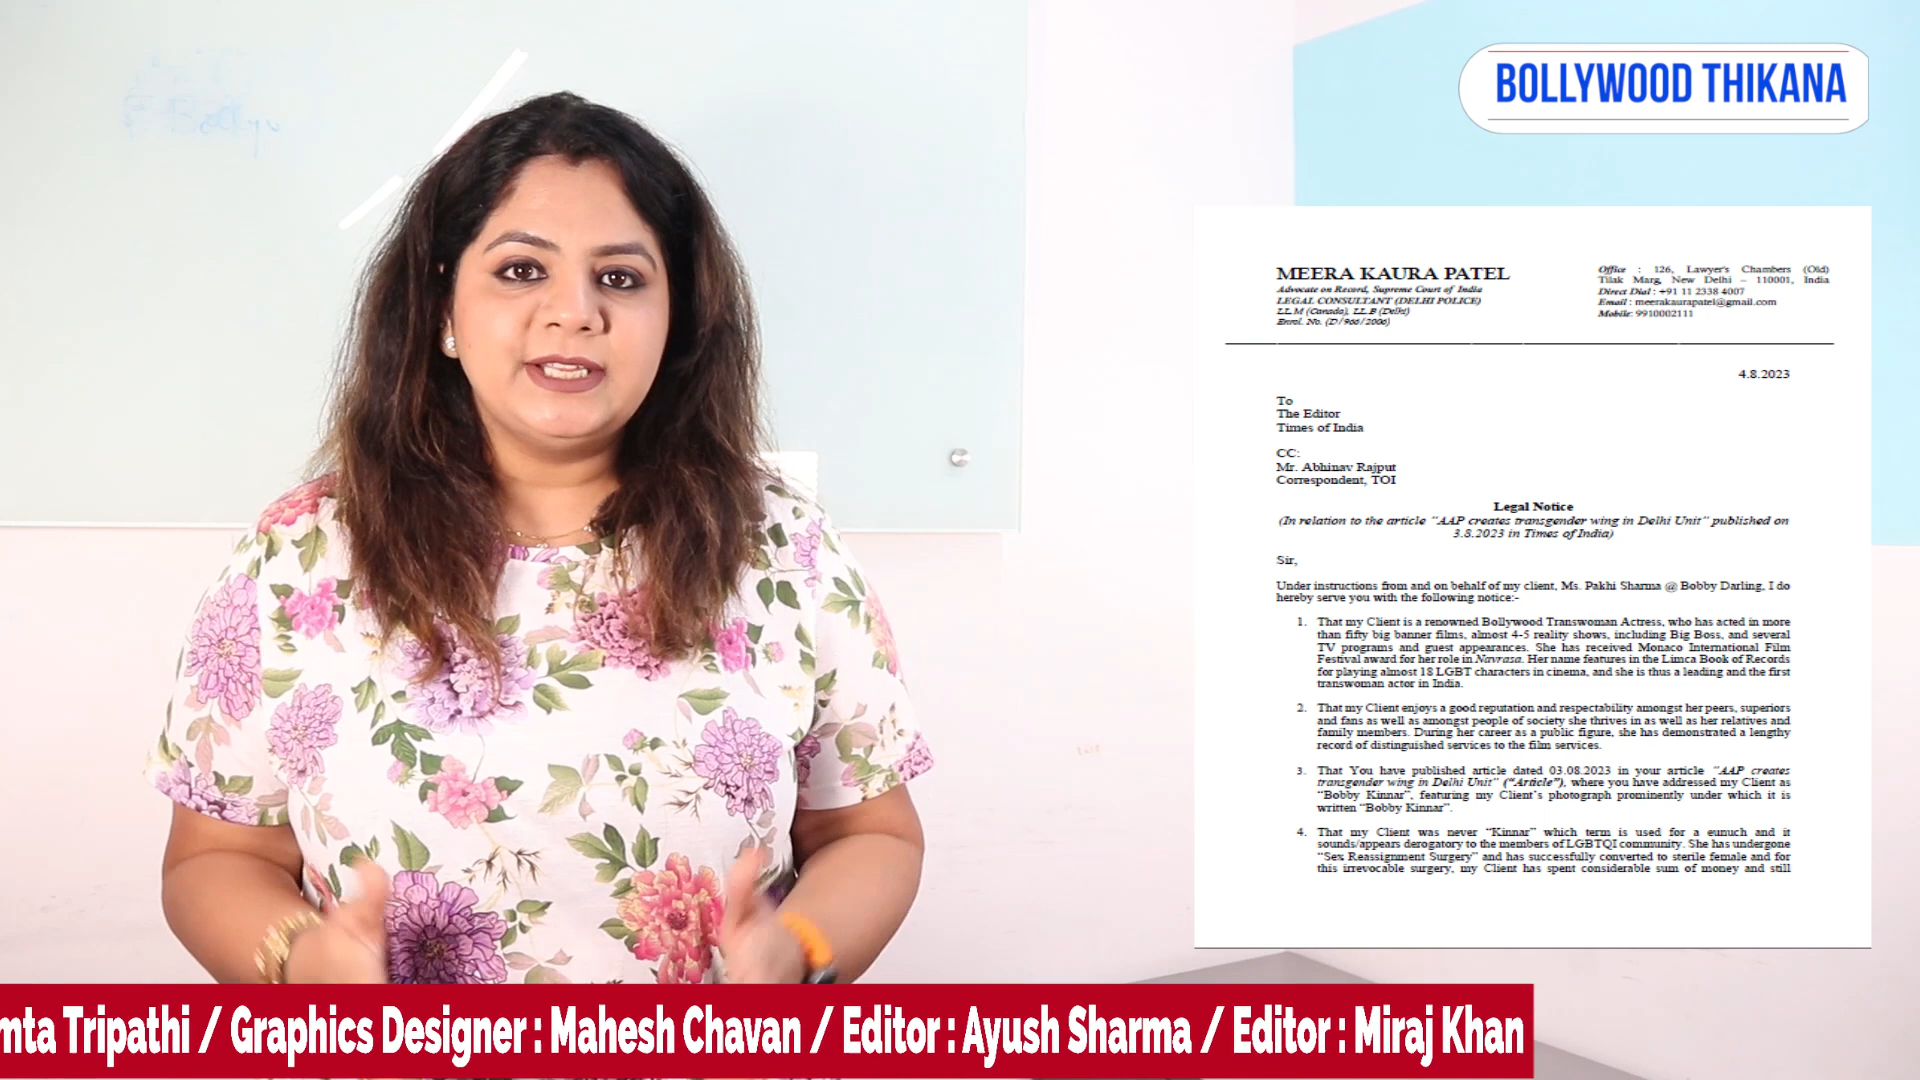 BOLLYWOOD THIKANA
MEERA KAURA PATEL
Advocate on Record, Supreme Court of India
LEGAL CONSULTANT (DELHI POLICE)
LL.M (Canada), LL.B (Delhi)
Enrol. No. (D/966/2006)
Office : 126, Lawyer's Chambers (Old)
Tilak Marg, New Delhi – 110001, India
Direct Dial : +91 11 2338 4007
Email : meerakaurapatel@gmail.com
Mobile: 9910002111
4.8.2023
To
The Editor
Times of India
CC:
Mr. Abhinav Rajput
Correspondent, TOI
Legal Notice
(In relation to the article "AAP creates transgender wing in Delhi Unit" published on
3.8.2023 in Times of India)
Sir,
Under instructions from and on behalf of my client, Ms. Pakhi Sharma @ Bobby Darling, I do
hereby serve you with the following notice:-
1. That my Client is a renowned Bollywood Transwoman Actress, who has acted in more
than fifty big banner films, almost 4-5 reality shows, including Big Boss, and several
TV programs and guest appearances. She has received Monaco International Film
Festival award for her role in Navrasa. Her name features in the Limca Book of Records
for playing almost 18 LGBT characters in cinema, and she is thus a leading and the first
transwoman actor in India.
2. That my Client enjoys a good reputation and respectability amongst her peers, superiors
and fans as well as amongst people of society she thrives in as well as her relatives and
family members. During her career as a public figure, she has demonstrated a lengthy
record of distinguished services to the film services.
3. That You have published article dated 03.08.2023 in your article "AAP creates
transgender wing in Delhi Unit" ("Article"), where you have addressed my Client as
"Bobby Kinnar", featuring my Client's photograph prominently under which it is
written "Bobby Kinnar".
4. That my Client was never "Kinnar" which term is used for a eunuch and it
sounds/appears derogatory to the members of LGBTQI community. She has undergone
"Sex Reassignment Surgery" and has successfully converted to sterile female and for
this irrevocable surgery, my Client has spent considerable sum of money and still
mta Tripathi / Graphics Designer : Mahesh Chavan / Editor : Ayush Sharma / Editor : Miraj Khan